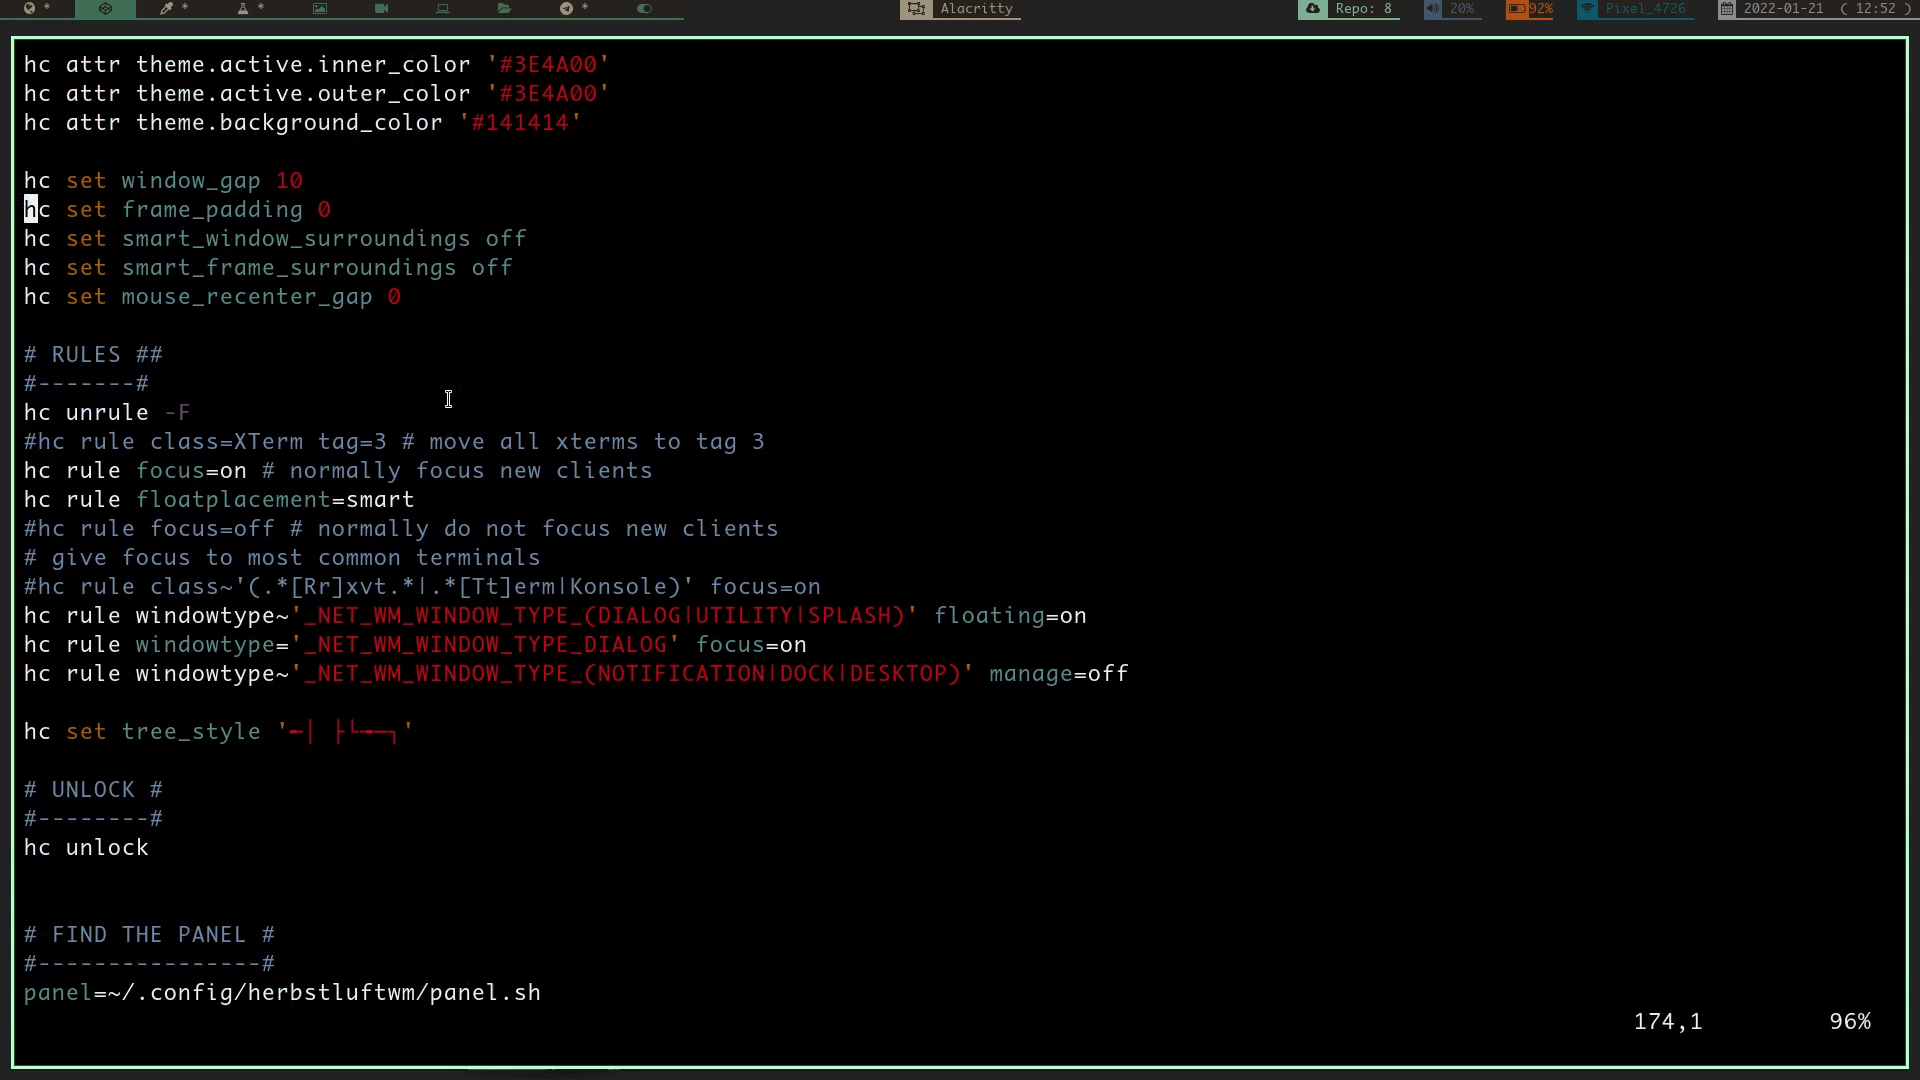 * * * *
Alacritty
Repo: 8
20%
92%
Pixel_4726
2022-01-21 ( 12:52 )
hc attr theme.active.inner_color '#3E4A00'
hc attr theme.active.outer_color '#3E4A00'
hc attr theme.background_color '#141414'
hc set window_gap 10
hc set frame_padding 0
hc set smart_window_surroundings off
hc set smart_frame_surroundings off
hc set mouse_recenter_gap 0
# RULES ##
#-------#
hc unrule -F
#hc rule class=XTerm tag=3 # move all xterms to tag 3
hc rule focus=on # normally focus new clients
hc rule floatplacement=smart
#hc rule focus=off # normally do not focus new clients
# give focus to most common terminals
#hc rule class~'(.*[Rr]xvt.*|.*[Tt]erm|Konsole)' focus=on
hc rule windowtype~'_NET_WM_WINDOW_TYPE_(DIALOG|UTILITY|SPLASH)' floating=on
hc rule windowtype='_NET_WM_WINDOW_TYPE_DIALOG' focus=on
hc rule windowtype~'_NET_WM_WINDOW_TYPE_(NOTIFICATION|DOCK|DESKTOP)' manage=off
hc set tree_style '╾│ ├└╼─┐'
# UNLOCK #
#--------#
hc unlock
# FIND THE PANEL #
#----------------#
panel=~/.config/herbstluftwm/panel.sh
174,1 96%